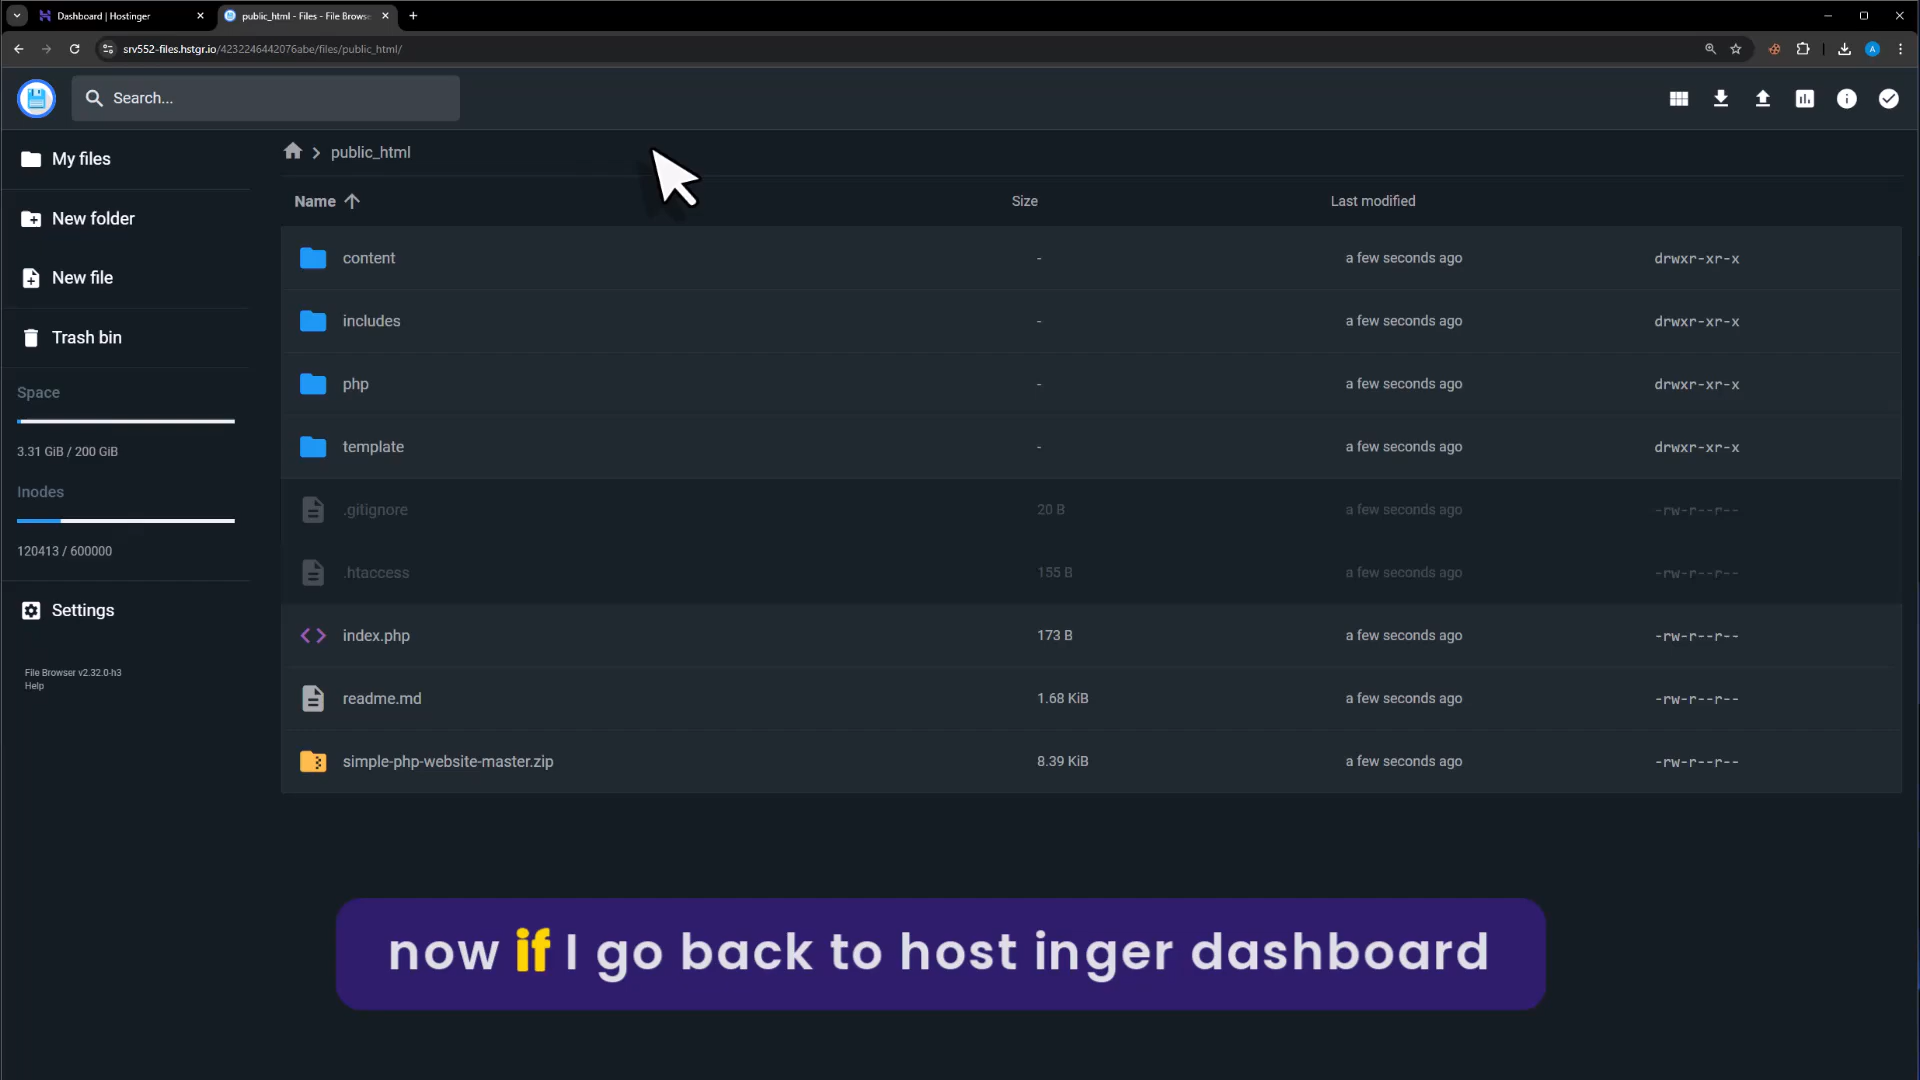 Dashboard | Hostinger
public_html - Files - File Browse
srv552-files.hstgr.io/4232246442076abe/files/public_html/
A
Search...
My files
New folder
New file
Trash bin
Space
3.31 GiB / 200 GiB
Inodes
120413 / 600000
Settings
File Browser v2.32.0-h3
Help
public_html
Name Size Last modified
content - a few seconds ago drwxr-xr-x
includes - a few seconds ago drwxr-xr-x
php - a few seconds ago drwxr-xr-x
template - a few seconds ago drwxr-xr-x
.gitignore 20 B a few seconds ago -rw-r--r--
.htaccess 155 B a few seconds ago -rw-r--r--
index.php 173 B a few seconds ago -rw-r--r--
readme.md 1.68 KiB a few seconds ago -rw-r--r--
simple-php-website-master.zip 8.39 KiB a few seconds ago -rw-r--r--
now if I go back to host inger dashboard